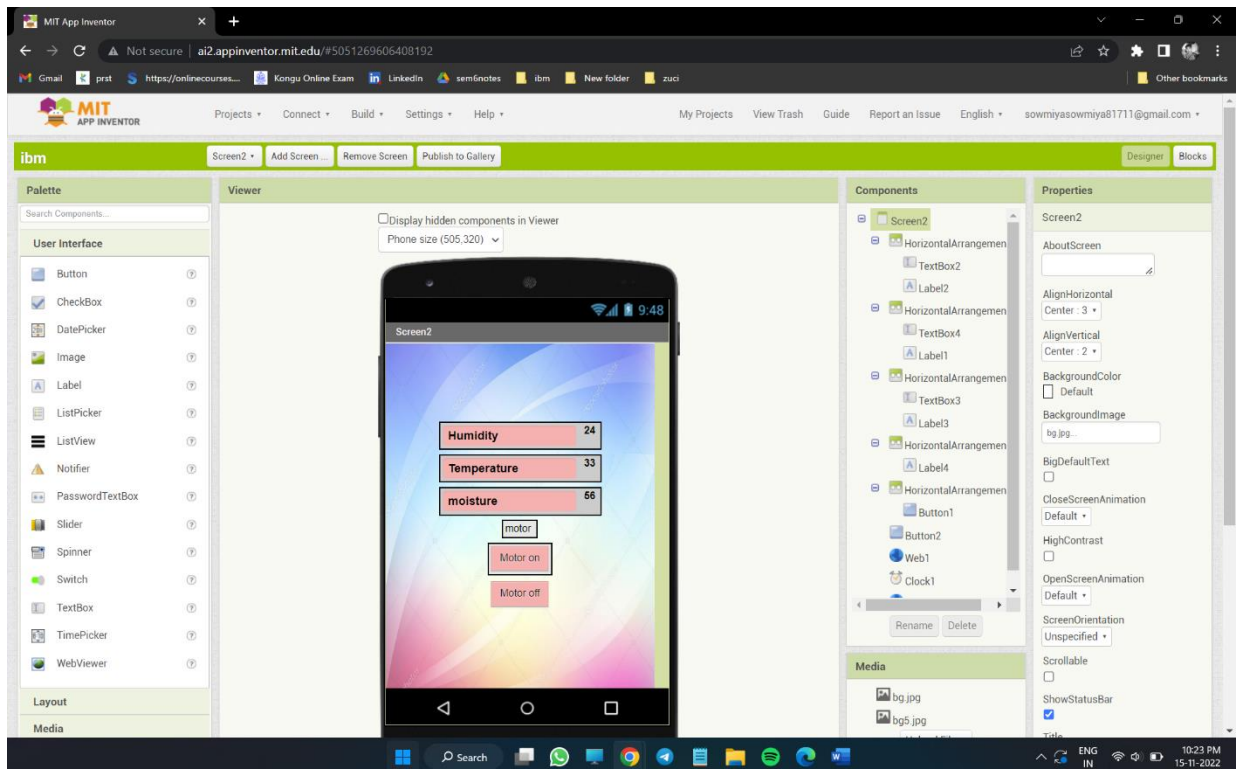 MIT App Inventor
Not secure | ai2.appinventor.mit.edu/#5051269606408192
Gmail prst https://onlinecourses.... Kongu Online Exam LinkedIn sem6notes ibm New folder zuci Other bookmarks
MIT APP INVENTOR Projects Connect Build Settings Help My Projects View Trash Guide Report an Issue English sowmiyasowmiya81711@gmail.com
ibm Screen2 Add Screen ... Remove Screen Publish to Gallery Designer Blocks
Palette
Search Components...
User Interface
Button
CheckBox
DatePicker
Image
Label
ListPicker
ListView
Notifier
PasswordTextBox
Slider
Spinner
Switch
TextBox
TimePicker
WebViewer
Layout
Media
Viewer
Display hidden components in Viewer
Phone size (505,320)
9:48
Screen2
Humidity 24
Temperature 33
moisture 56
motor
Motor on
Motor off
Components
Screen2
HorizontalArrangemen
TextBox2
Label2
HorizontalArrangemen
TextBox4
Label1
HorizontalArrangemen
TextBox3
Label3
HorizontalArrangemen
Label4
HorizontalArrangemen
Button1
Button2
Web1
Clock1
Rename Delete
Media
bg.jpg
bg5.jpg
Properties
Screen2
AboutScreen
AlignHorizontal
Center : 3
AlignVertical
Center : 2
BackgroundColor
Default
BackgroundImage
bg.jpg...
BigDefaultText
CloseScreenAnimation
Default
HighContrast
OpenScreenAnimation
Default
ScreenOrientation
Unspecified
Scrollable
ShowStatusBar
Title
Search
ENG
IN
10:23 PM
15-11-2022